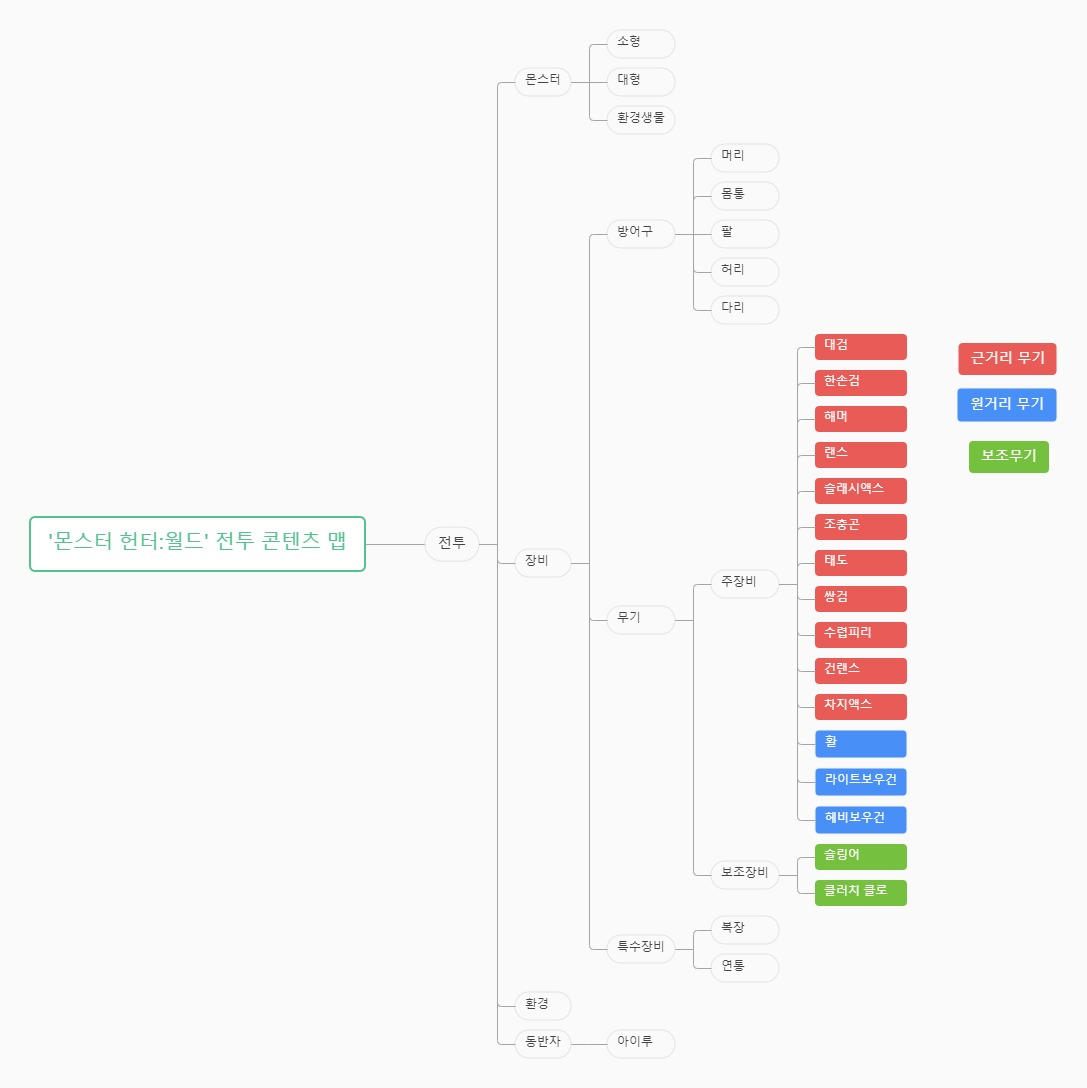 '몬스터 헌터:월드' 전투 콘텐츠 맵
전투
몬스터
소형
대형
환경생물
장비
방어구
머리
몸통
팔
허리
다리
무기
주장비
대검
한손검
해머
랜스
슬래시액스
조충곤
태도
쌍검
수렵피리
건랜스
차지액스
활
라이트보우건
헤비보우건
보조장비
슬링어
클러치 클로
특수장비
복장
연통
환경
동반자
아이루
근거리 무기
원거리 무기
보조무기